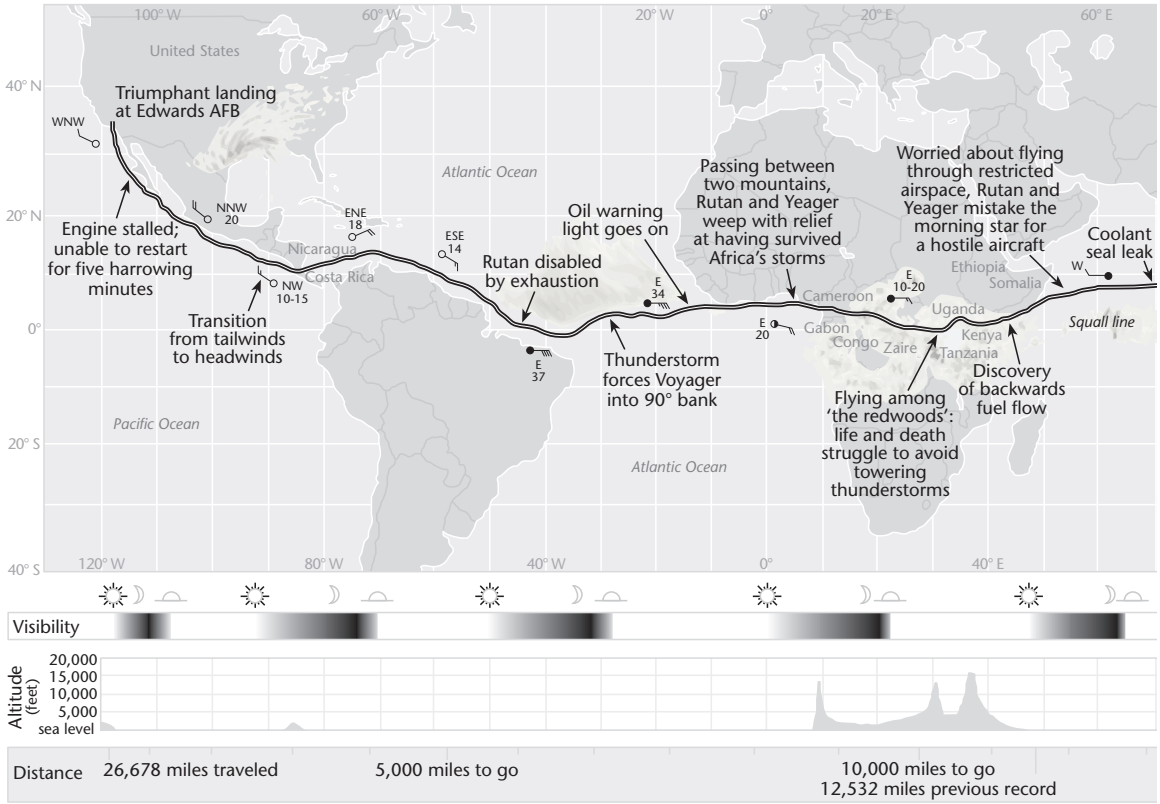 100° W
60° W
20° W
0°
20° E
60° E
United States
40° N
Triumphant landing
at Edwards AFB
WNW
Atlantic Ocean
Passing between
two mountains,
Rutan and Yeager
weep with relief
at having survived
Africa's storms
Worried about flying
through restricted
airspace, Rutan and
Yeager mistake the
morning star for
a hostile aircraft
20° N
NNW
20
ENE
18
ESE
14
Oil warning
light goes on
Engine stalled;
unable to restart
for five harrowing
minutes
Nicaragua
Costa Rica
NW
10-15
Rutan disabled
by exhaustion
E
34
Coolant
seal leak
W
Ethiopia
Somalia
E
10-20
Cameroon
Uganda
Transition
from tailwinds
to headwinds
0°
E
20
Gabon
Congo
Zaire
Kenya
Tanzania
Squall line
E
37
Thunderstorm
forces Voyager
into 90° bank
Discovery
of backwards
fuel flow
Flying among
'the redwoods':
life and death
struggle to avoid
towering
thunderstorms
Pacific Ocean
20° S
Atlantic Ocean
40° S
120° W
80° W
40° W
0°
40° E
Visibility
Altitude
(feet)
20,000
15,000
10,000
5,000
sea level
Distance
26,678 miles traveled
5,000 miles to go
10,000 miles to go
12,532 miles previous record